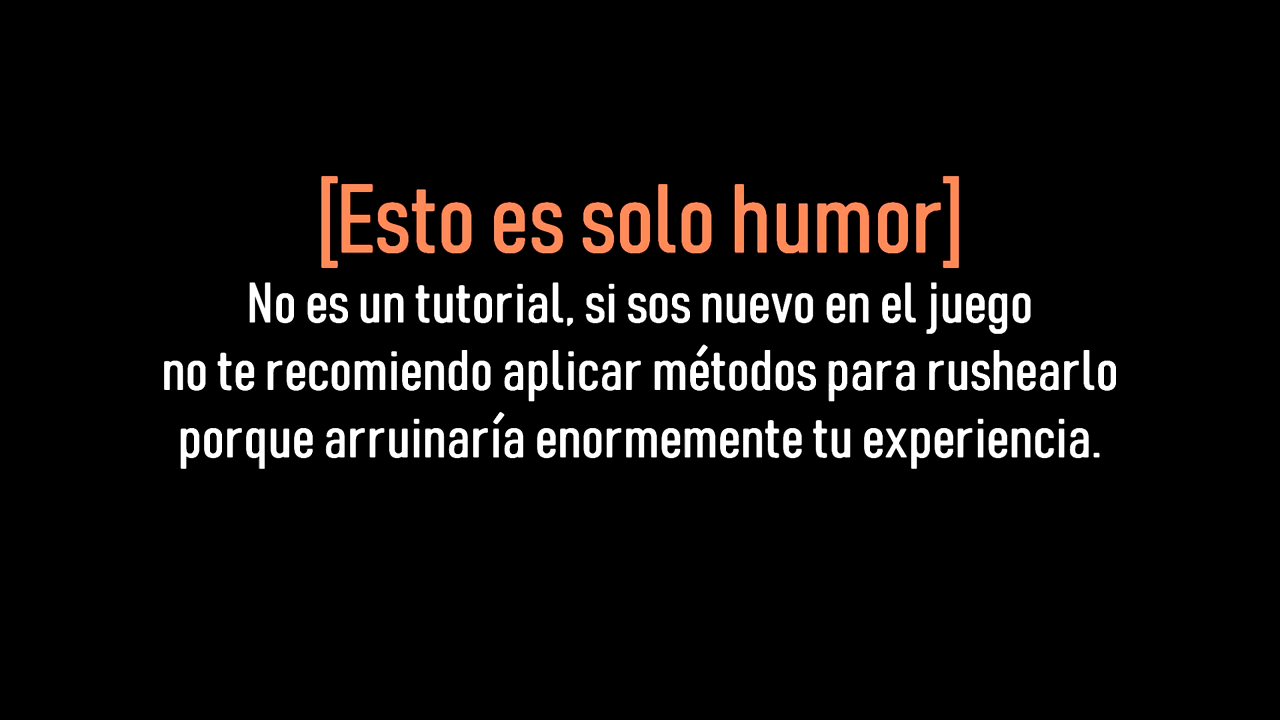 [Esto es solo humor]
No es un tutorial, si sos nuevo en el juego
no te recomiendo aplicar métodos para rushearlo
porque arruinaría enormemente tu experiencia.